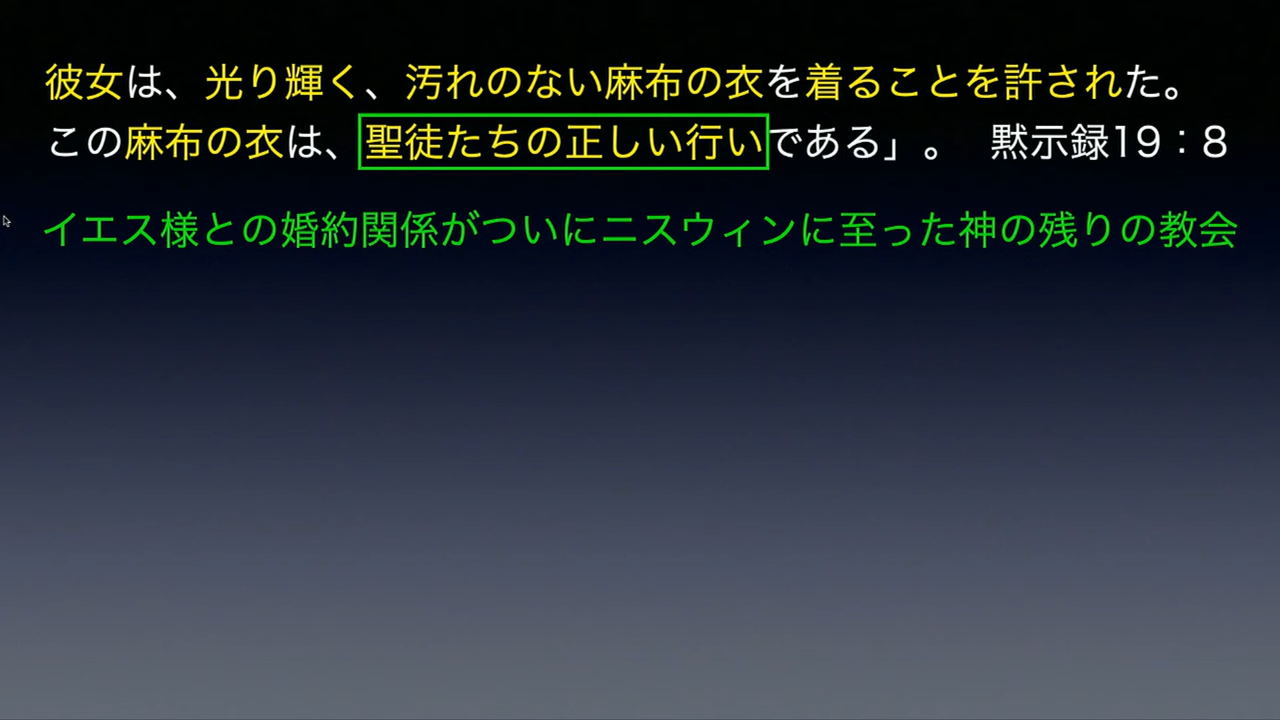 彼女は、光り輝く、汚れのない麻布の衣を着ることを許された。
この麻布の衣は、聖徒たちの正しい行いである」。 黙示録19：8
イエス様との婚約関係がついにニスウィンに至った神の残りの教会